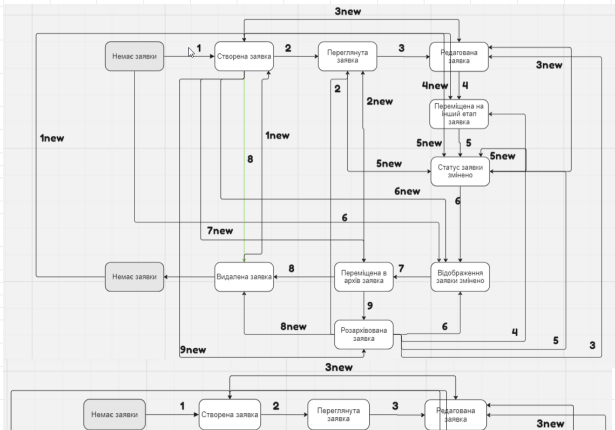 3new
Немає заявки
1
Створена заявка
2
Переглянута
заявка
3
Редагована
заявка
3new
4new
4
2
2new
Переміщена на
інший етап
заявка
1new
1new
5new
5
5new
8
5new
Статус заявки
змінено
6new
6
6
7new
Немає заявки
Видалена заявка
8
Переміщена в
архів заявка
7
Відображення
заявки змінено
9
8new
Розархівована
заявка
6
4
5
3
9new
3new
Немає заявки
1
Створена заявка
2
Переглянута
заявка
3
Редагована
заявка
3new